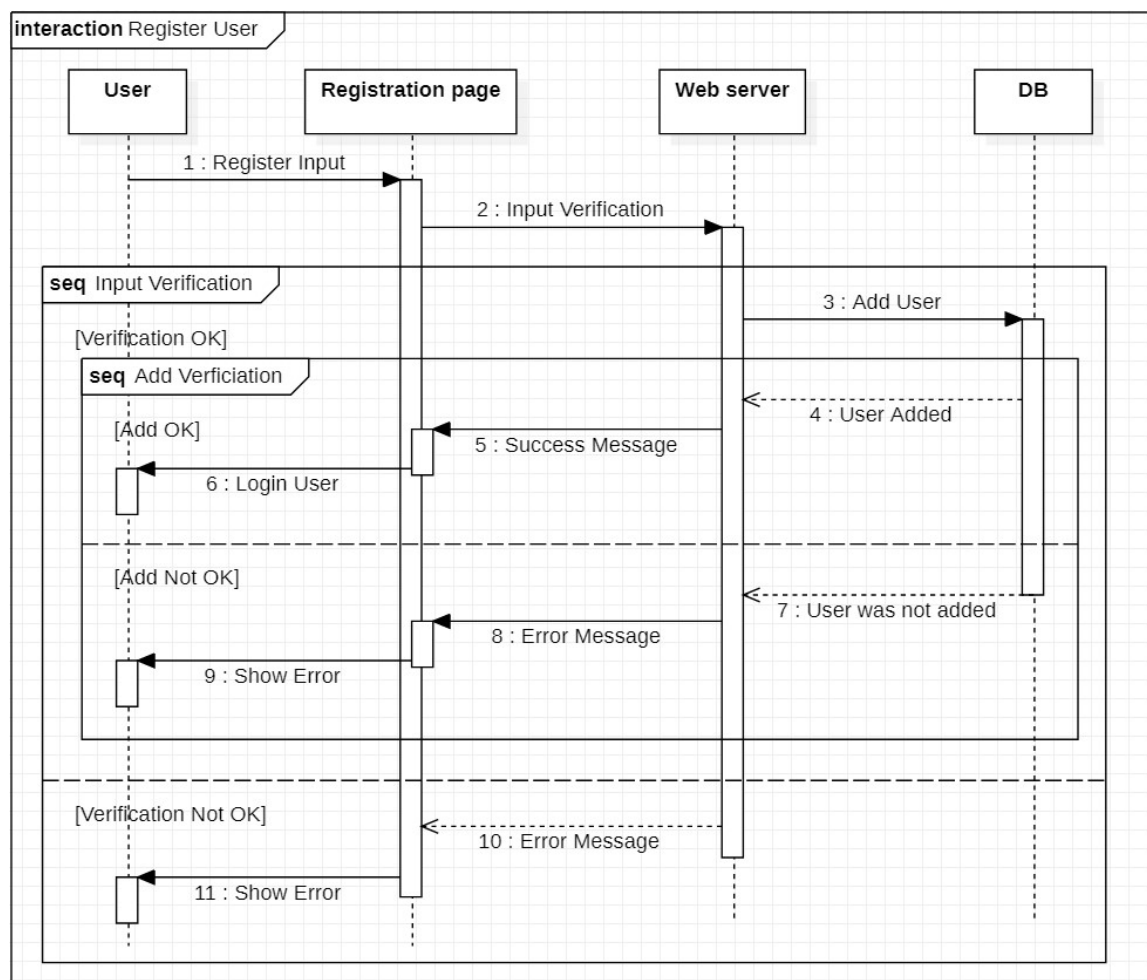 interaction Register User
User
Registration page
Web server
DB
1 : Register Input
2 : Input Verification
seq Input Verification
3 : Add User
[Verification OK]
seq Add Verficiation
4 : User Added
[Add OK]
5 : Success Message
6 : Login User
[Add Not OK]
7 : User was not added
8 : Error Message
9 : Show Error
[Verification Not OK]
10 : Error Message
11 : Show Error